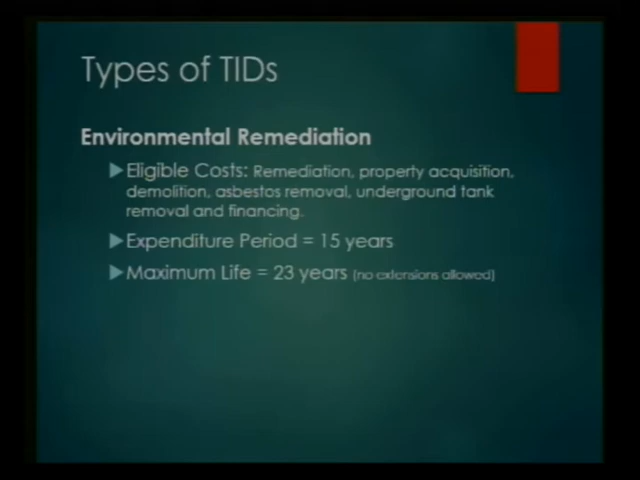 Types of TIDs
Environmental Remediation
Eligible Costs: Remediation, property acquisition,
demolition, asbestos removal, underground tank
removal and financing.
Expenditure Period = 15 years
Maximum Life = 23 years (no extensions allowed)